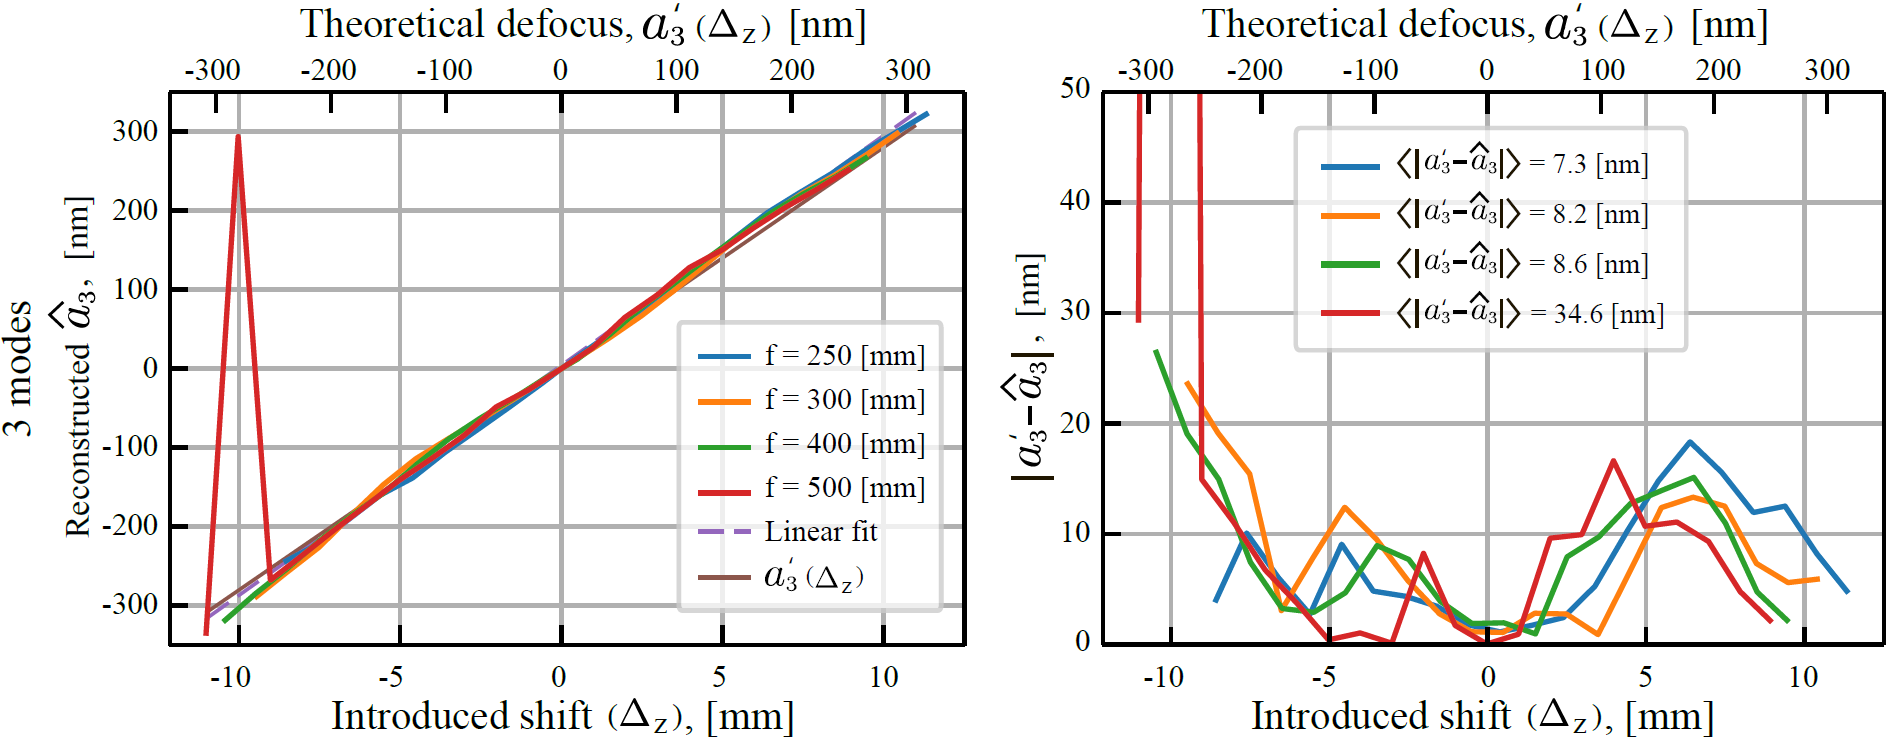 Theoretical defocus, a₃′ (Δz) [nm]
-300 -200 -100 0 100 200 300
300
200
100
0
-100
-200
-300
3 modes
Reconstructed â₃, [nm]
f = 250 [mm]
f = 300 [mm]
f = 400 [mm]
f = 500 [mm]
Linear fit
a₃′ (Δz)
-10 -5 0 5 10
Introduced shift (Δz), [mm]
Theoretical defocus, a₃′ (Δz) [nm]
-300 -200 -100 0 100 200 300
50
40
30
20
10
0
|a₃′−â₃|, [nm]
⟨|a₃′−â₃|⟩ = 7.3 [nm]
⟨|a₃′−â₃|⟩ = 8.2 [nm]
⟨|a₃′−â₃|⟩ = 8.6 [nm]
⟨|a₃′−â₃|⟩ = 34.6 [nm]
-10 -5 0 5 10
Introduced shift (Δz), [mm]